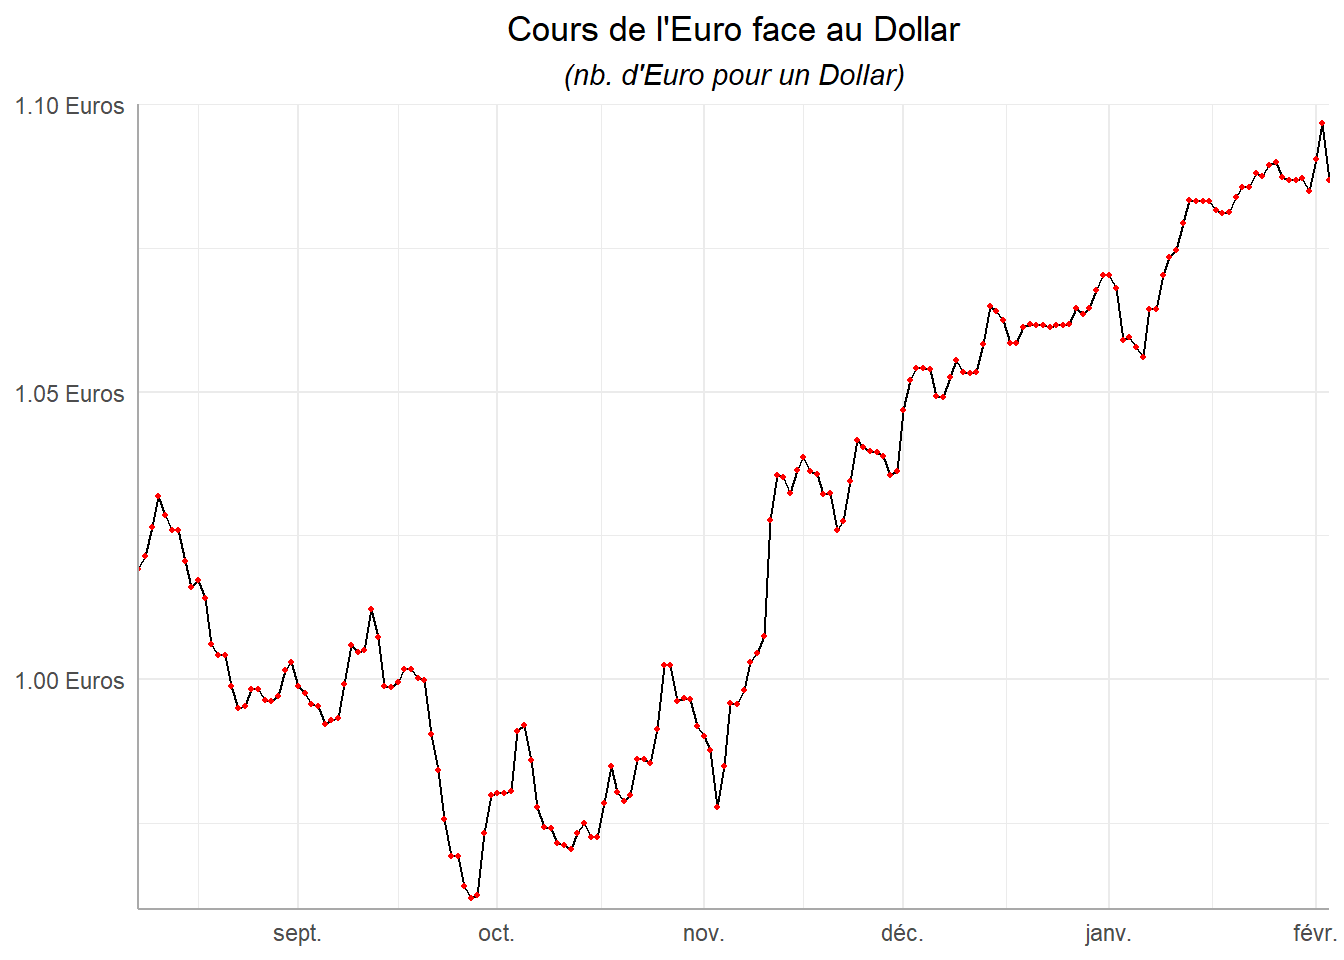 Cours de l'Euro face au Dollar
(nb. d'Euro pour un Dollar)
1.10 Euros
1.05 Euros
1.00 Euros
sept. oct. nov. déc. janv. févr.